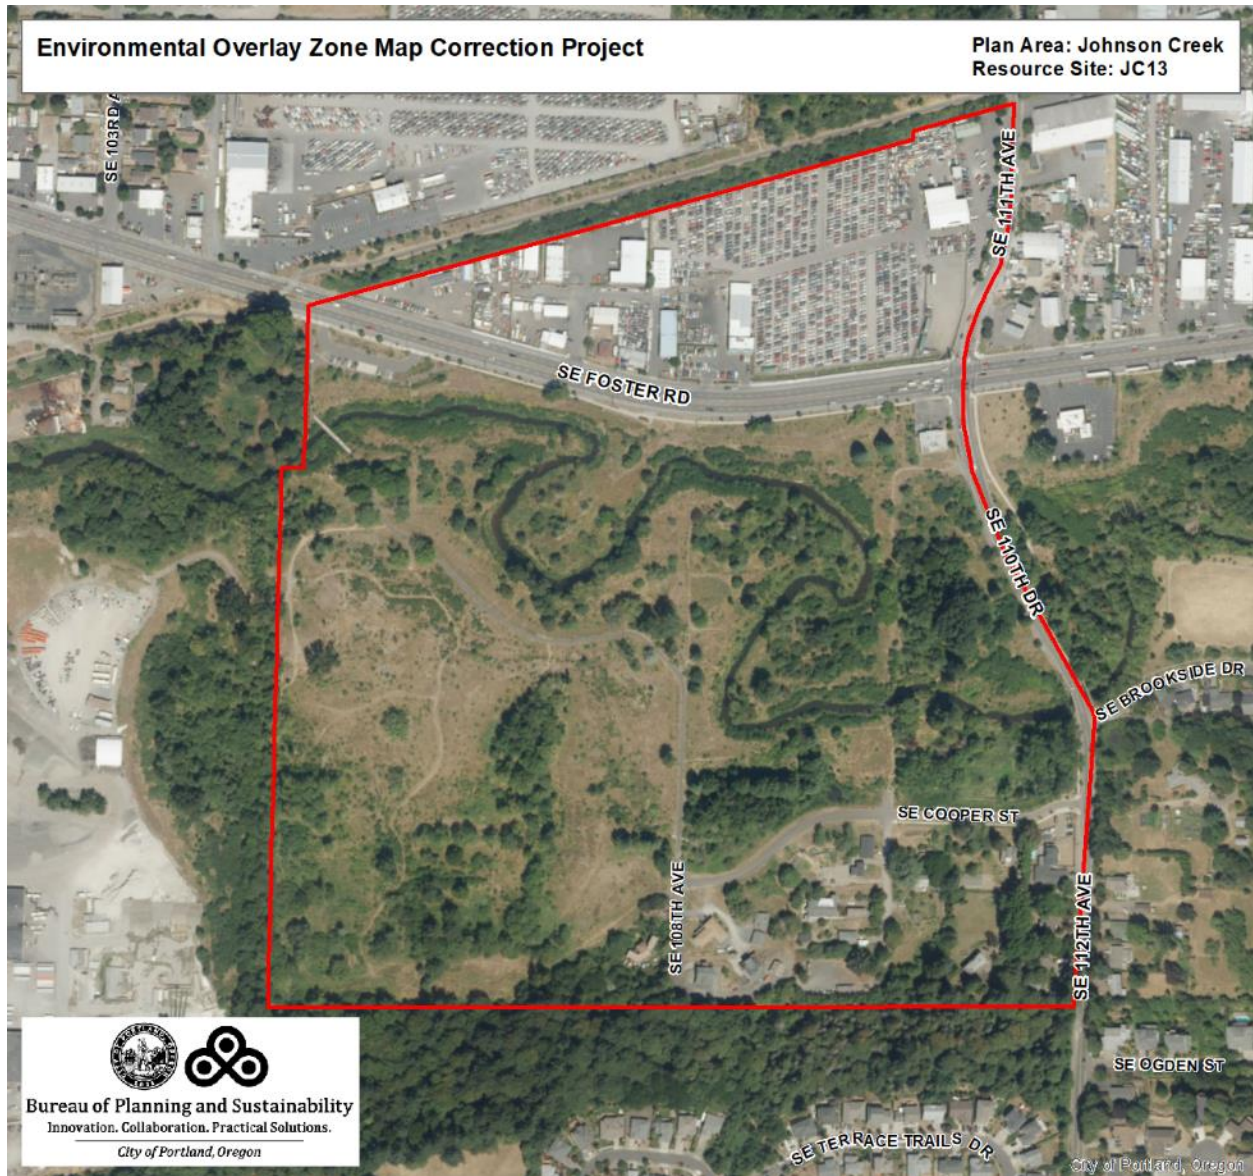 Environmental Overlay Zone Map Correction Project
Plan Area: Johnson Creek
Resource Site: JC13
SE 103RD A
SE 111TH AVE
SE FOSTER RD
SE 110TH DR
SE BROOKSIDE DR
SE COOPER ST
SE 108TH AVE
SE 112TH AVE
SE OGDEN ST
SE TERRACE TRAILS DR
Bureau of Planning and Sustainability
Innovation. Collaboration. Practical Solutions.
City of Portland, Oregon
City of Portland, Oregon